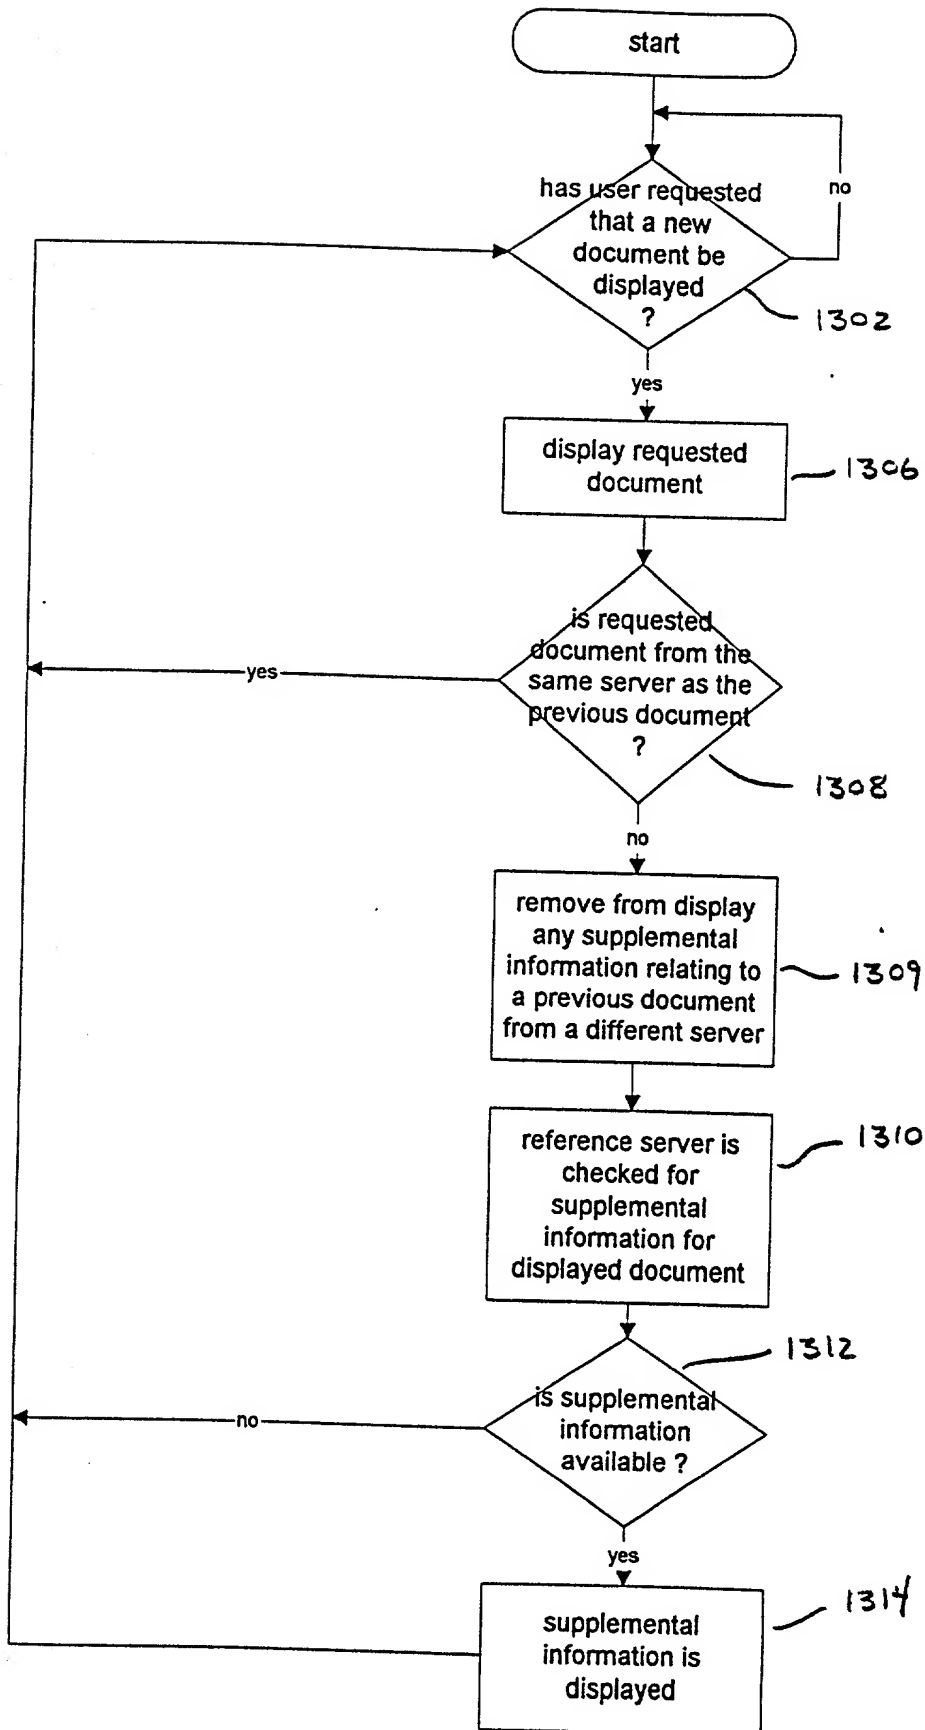 start
no
has user requested
that a new
document be
displayed
?
1302
yes
display requested
document
1306
is requested
document from the
same server as the
previous document
?
yes
1308
no
remove from display
any supplemental
information relating to
a previous document
from a different server
1309
reference server is
checked for
supplemental
information for
displayed document
1310
1312
is supplemental
information
available ?
no
yes
supplemental
information is
displayed
1314